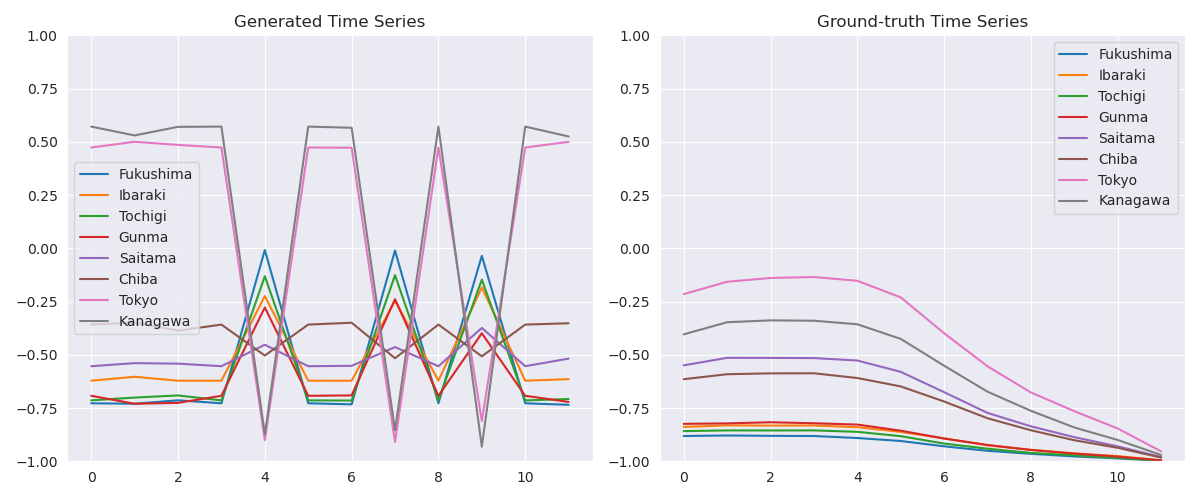 Generated Time Series
1.00
0.75
0.50
0.25
0.00
−0.25
−0.50
−0.75
−1.00
0
2
4
6
8
10
Fukushima
Ibaraki
Tochigi
Gunma
Saitama
Chiba
Tokyo
Kanagawa
Ground-truth Time Series
1.00
0.75
0.50
0.25
0.00
−0.25
−0.50
−0.75
−1.00
0
2
4
6
8
10
Fukushima
Ibaraki
Tochigi
Gunma
Saitama
Chiba
Tokyo
Kanagawa